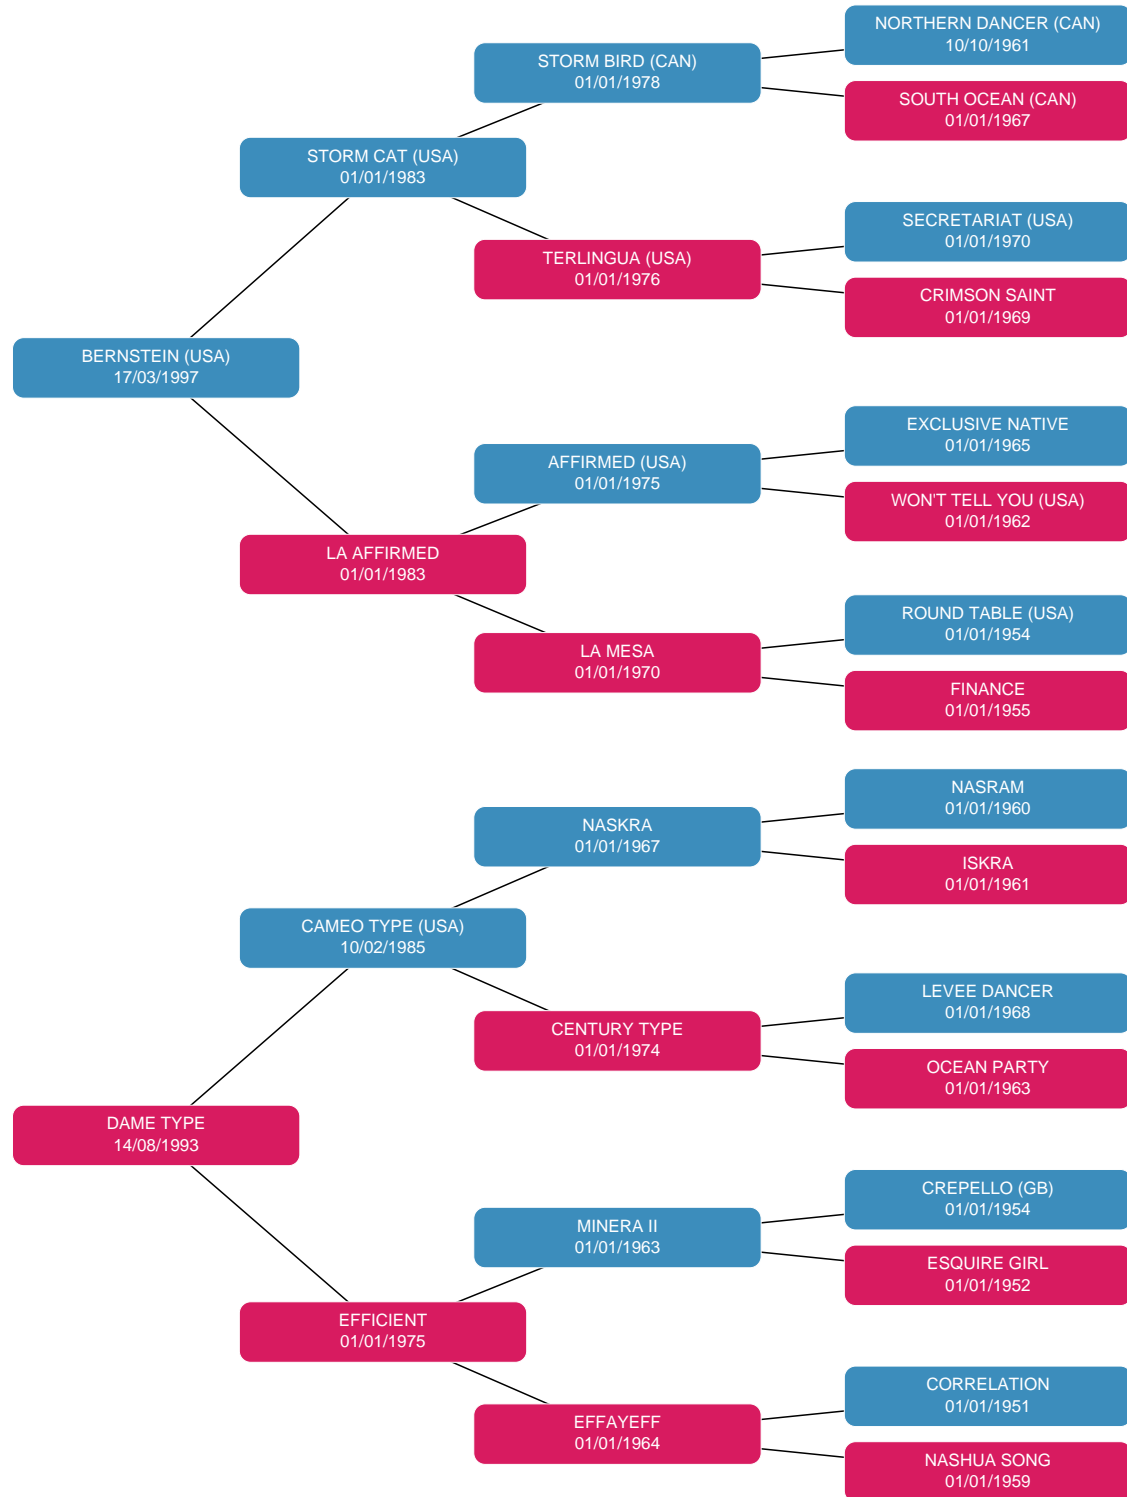 NORTHERN DANCER (CAN)
10/10/1961
STORM BIRD (CAN)
01/01/1978
SOUTH OCEAN (CAN)
01/01/1967
STORM CAT (USA)
01/01/1983
SECRETARIAT (USA)
01/01/1970
TERLINGUA (USA)
01/01/1976
CRIMSON SAINT
01/01/1969
BERNSTEIN (USA)
17/03/1997
EXCLUSIVE NATIVE
01/01/1965
AFFIRMED (USA)
01/01/1975
WON'T TELL YOU (USA)
01/01/1962
LA AFFIRMED
01/01/1983
ROUND TABLE (USA)
01/01/1954
LA MESA
01/01/1970
FINANCE
01/01/1955
NASRAM
01/01/1960
NASKRA
01/01/1967
ISKRA
01/01/1961
CAMEO TYPE (USA)
10/02/1985
LEVEE DANCER
01/01/1968
CENTURY TYPE
01/01/1974
OCEAN PARTY
01/01/1963
DAME TYPE
14/08/1993
CREPELLO (GB)
01/01/1954
MINERA II
01/01/1963
ESQUIRE GIRL
01/01/1952
EFFICIENT
01/01/1975
CORRELATION
01/01/1951
EFFAYEFF
01/01/1964
NASHUA SONG
01/01/1959